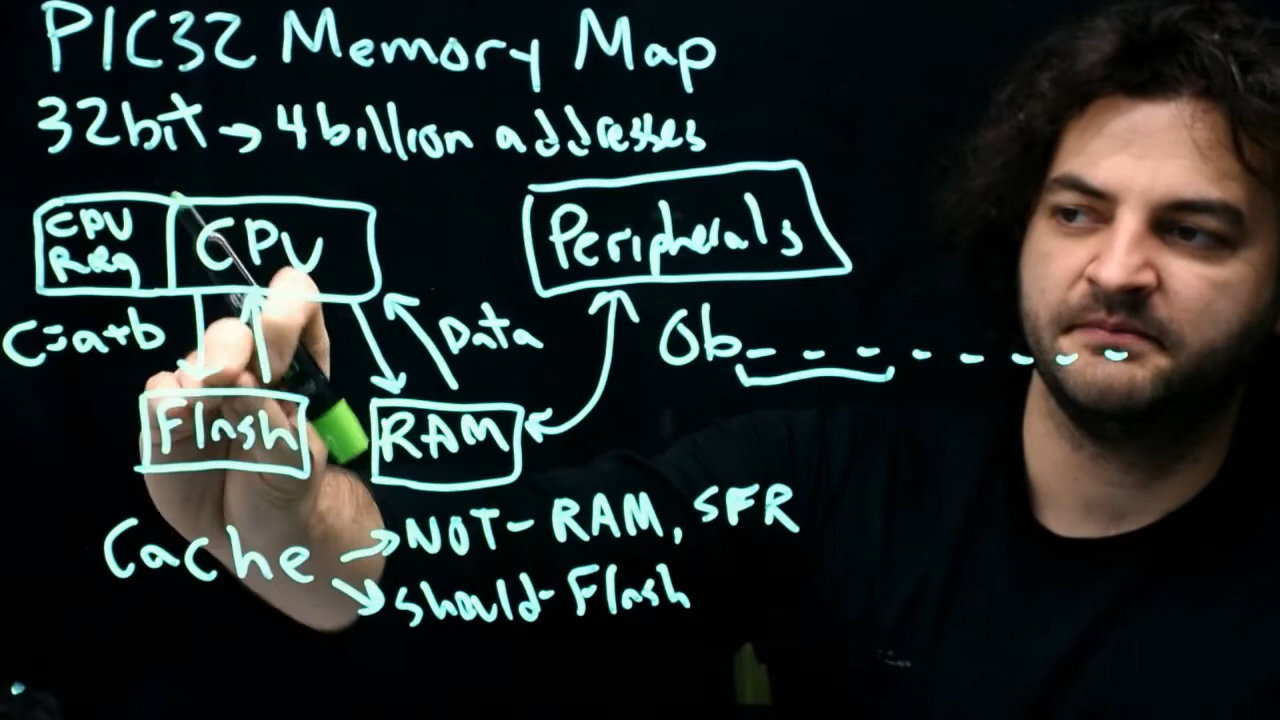 PIC32 Memory Map
32bit → 4billion addresses
CPU Reg
CPU
Peripherals
C=a+b
Data
0b_ _ _ _ _ _ _ _
Flash
RAM
Cache
→ NOT-RAM, SFR
↘ should-Flash